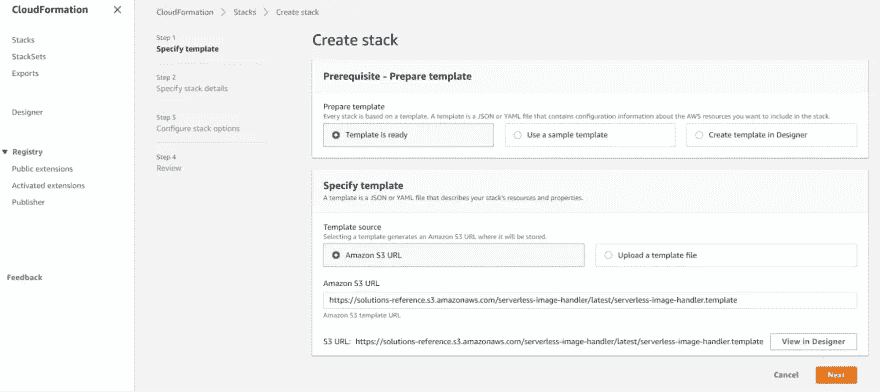 CloudFormation
Stacks
StackSets
Exports
Designer
Registry
Public extensions
Activated extensions
Publisher
Feedback
CloudFormation > Stacks > Create stack
Step 1
Specify template
Step 2
Specify stack details
Step 3
Configure stack options
Step 4
Review
Create stack
Prerequisite - Prepare template
Prepare template
Every stack is based on a template. A template is a JSON or YAML file that contains configuration information about the AWS resources you want to include in the stack.
Template is ready
Use a sample template
Create template in Designer
Specify template
A template is a JSON or YAML file that describes your stack's resources and properties.
Template source
Selecting a template generates an Amazon S3 URL where it will be stored.
Amazon S3 URL
Upload a template file
Amazon S3 URL
https://solutions-reference.s3.amazonaws.com/serverless-image-handler/latest/serverless-image-handler.template
Amazon S3 template URL
S3 URL: https://solutions-reference.s3.amazonaws.com/serverless-image-handler/latest/serverless-image-handler.template
View in Designer
Cancel
Next